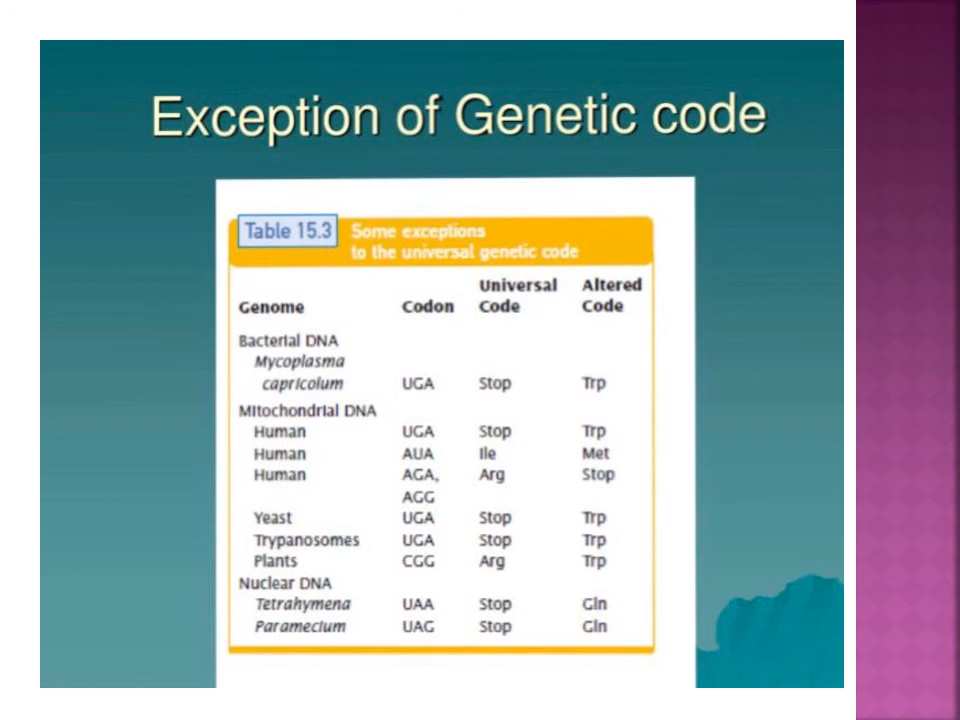 Exception of Genetic code
Table 15.3 Some exceptions
to the universal genetic code
Universal Altered
Genome Codon Code Code
Bacterial DNA
Mycoplasma
capricolum UGA Stop Trp
Mitochondrial DNA
Human UGA Stop Trp
Human AUA Ile Met
Human AGA, Arg Stop
AGG
Yeast UGA Stop Trp
Trypanosomes UGA Stop Trp
Plants CGG Arg Trp
Nuclear DNA
Tetrahymena UAA Stop Gln
Paramecium UAG Stop Gln